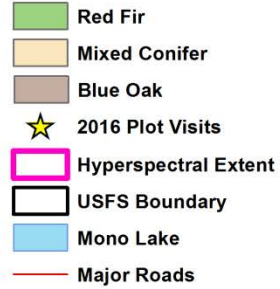 Red Fir
Mixed Conifer
Blue Oak
2016 Plot Visits
Hyperspectral Extent
USFS Boundary
Mono Lake
Major Roads